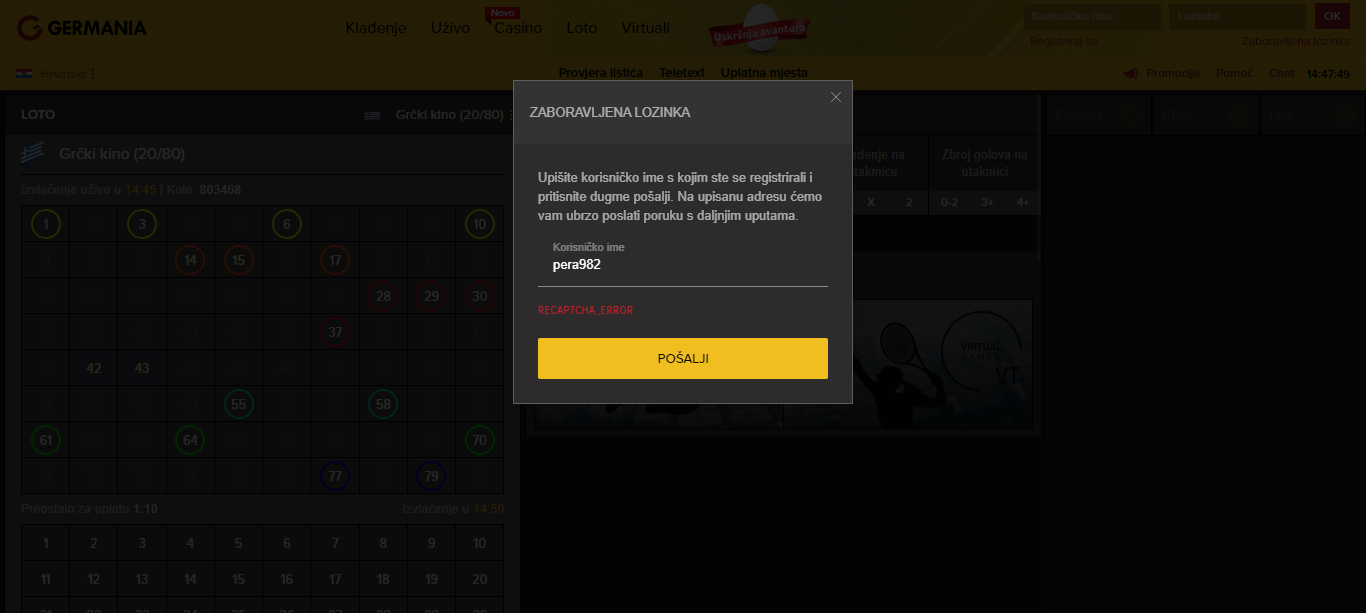 GERMANIA
Klađenje Uživo Novo Casino Loto Virtuali
Uskršnja avantura
Korisničko ime Lozinka OK
Registriraj se Zaboravljena lozinka
Hrvatski
Provjera listića Teletext Uplatna mjesta
Promocije Pomoć Chat 14:47:49
LOTO Grčki kino (20/80)
Grčki kino (20/80)
Izvlačenje uživo u 14:45 | Kolo 803468
1 3 6 10
14 15 17
28 29 30
37
42 43
55 58
61 64 70
77 79
Preostalo za uplatu 1:10 Izvlačenje u 14:50
1 2 3 4 5 6 7 8 9 10
11 12 13 14 15 16 17 18 19 20
ZABORAVLJENA LOZINKA
Upišite korisničko ime s kojim ste se registrirali i
pritisnite dugme pošalji. Na upisanu adresu ćemo
vam ubrzo poslati poruku s daljnjim uputama.
Korisničko ime
pera982
RECAPTCHA_ERROR
POŠALJI
Zbroj golova na
utakmici
X 2 0-2 3+ 4+
VIRTUAL
GAMES
VT
Klađenje Uživo Loto